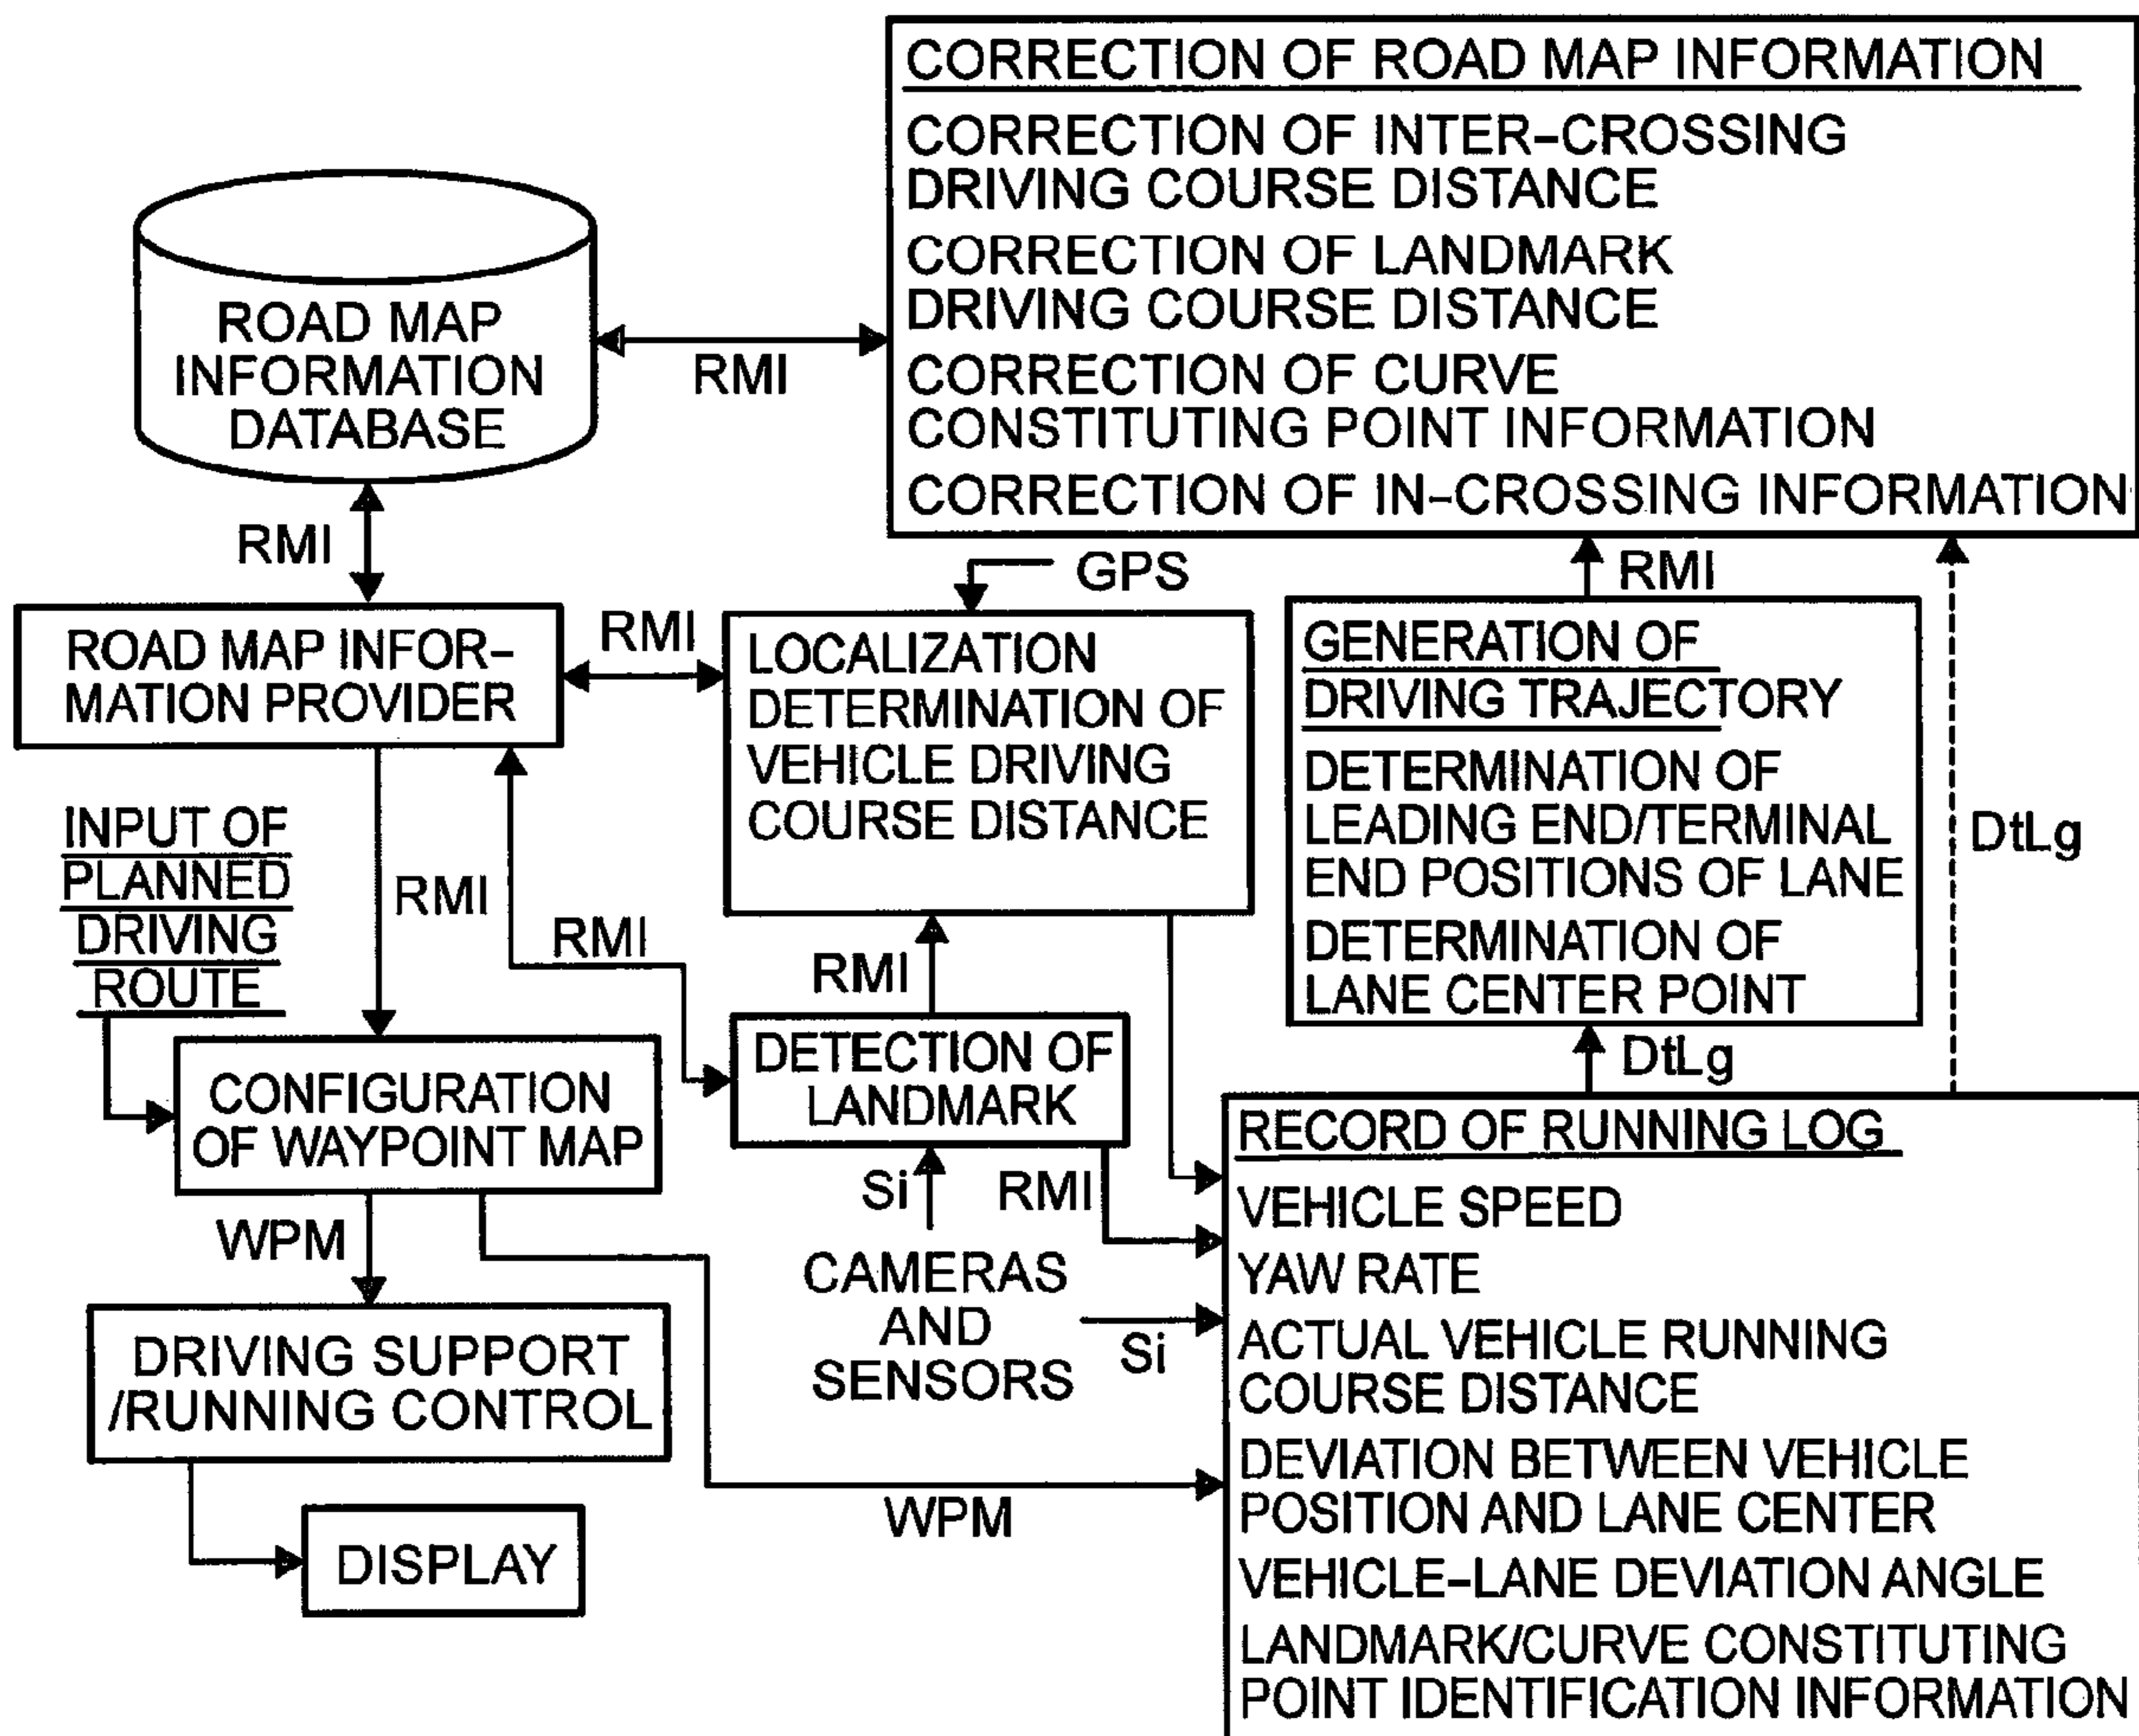 CORRECTION OF ROAD MAP INFORMATION
CORRECTION OF INTER-CROSSING
DRIVING COURSE DISTANCE
CORRECTION OF LANDMARK
DRIVING COURSE DISTANCE
CORRECTION OF CURVE
CONSTITUTING POINT INFORMATION
CORRECTION OF IN-CROSSING INFORMATION
ROAD MAP
INFORMATION
DATABASE
RMI
RMI
GPS
RMI
ROAD MAP INFOR-
MATION PROVIDER
RMI
LOCALIZATION
DETERMINATION OF
VEHICLE DRIVING
COURSE DISTANCE
GENERATION OF
DRIVING TRAJECTORY
DETERMINATION OF
LEADING END/TERMINAL
END POSITIONS OF LANE
DETERMINATION OF
LANE CENTER POINT
DtLg
INPUT OF
PLANNED
DRIVING
ROUTE
RMI
RMI
RMI
CONFIGURATION
OF WAYPOINT MAP
DETECTION OF
LANDMARK
DtLg
Si
RMI
WPM
CAMERAS
AND
SENSORS
Si
RECORD OF RUNNING LOG
VEHICLE SPEED
YAW RATE
ACTUAL VEHICLE RUNNING
COURSE DISTANCE
DEVIATION BETWEEN VEHICLE
POSITION AND LANE CENTER
VEHICLE-LANE DEVIATION ANGLE
LANDMARK/CURVE CONSTITUTING
POINT IDENTIFICATION INFORMATION
DRIVING SUPPORT
/RUNNING CONTROL
WPM
DISPLAY